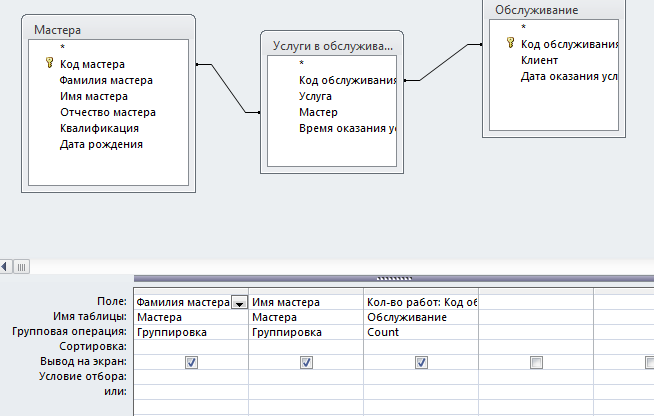 Мастера
*
Код мастера
Фамилия мастера
Имя мастера
Отчество мастера
Квалификация
Дата рождения
Услуги в обслужива...
*
Код обслуживания
Услуга
Мастер
Время оказания ус
Обслуживание
*
Код обслуживания
Клиент
Дата оказания усл
Поле: Фамилия мастера Имя мастера Кол-во работ: Код об
Имя таблицы: Мастера Мастера Обслуживание
Групповая операция: Группировка Группировка Count
Сортировка:
Вывод на экран:
Условие отбора:
или: